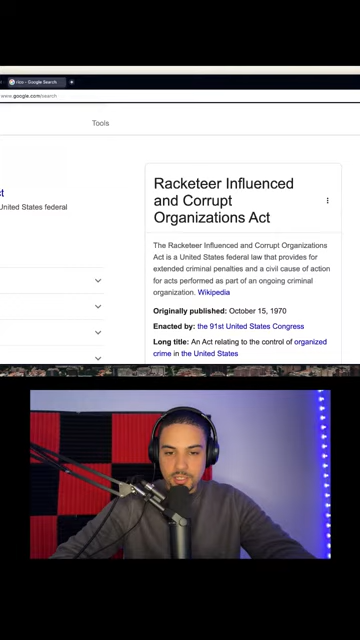 rico - Google Search
www.google.com/search
Tools
ct
United States federal
Racketeer Influenced
and Corrupt
Organizations Act
The Racketeer Influenced and Corrupt Organizations
Act is a United States federal law that provides for
extended criminal penalties and a civil cause of action
for acts performed as part of an ongoing criminal
organization. Wikipedia
Originally published: October 15, 1970
Enacted by: the 91st United States Congress
Long title: An Act relating to the control of organized
crime in the United States